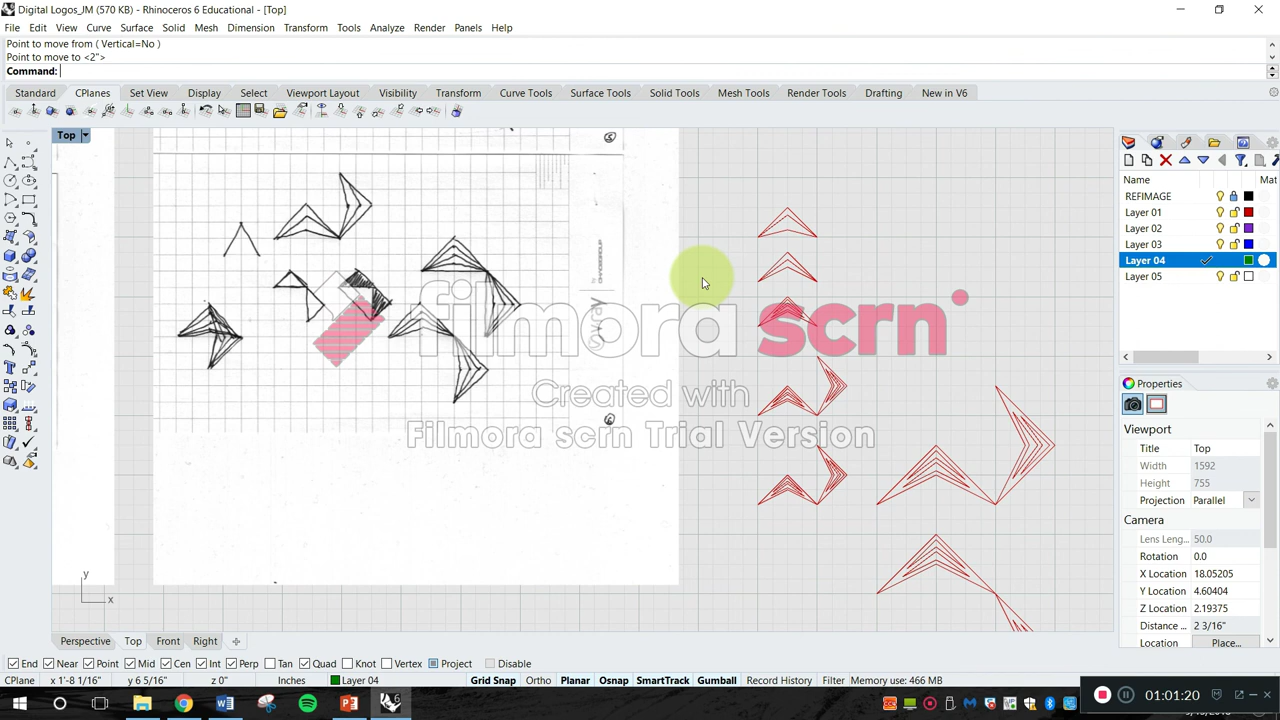 Digital Logos_JM (570 KB) - Rhinoceros 6 Educational - [Top]
File Edit View Curve Surface Solid Mesh Dimension Transform Tools Analyze Render Panels Help
Point to move from ( Vertical=No )
Point to move to <2">
Command:
Standard CPlanes Set View Display Select Viewport Layout Visibility Transform Curve Tools Surface Tools Solid Tools Mesh Tools Render Tools Drafting New in V6
Top
Name Mat
REFIMAGE
Layer 01
Layer 02
Layer 03
Layer 04
Layer 05
5
CHAOSGROUP
filmora scrn
Created with
Filmora scrn Trial Version
6
Properties
Viewport
Title Top
Width 1592
Height 755
Projection Parallel
Camera
Lens Leng... 50.0
Rotation 0.0
X Location 18.05205
Y Location 4.60404
Z Location 2.19375
Distance ... 2 3/16"
Location Place...
y
x
Perspective Top Front Right
End Near Point Mid Cen Int Perp Tan Quad Knot Vertex Project Disable
CPlane x 1'-8 1/16" y 6 5/16" z 0" Inches Layer 04 Grid Snap Ortho Planar Osnap SmartTrack Gumball Record History Filter Memory use: 466 MB
01:01:20